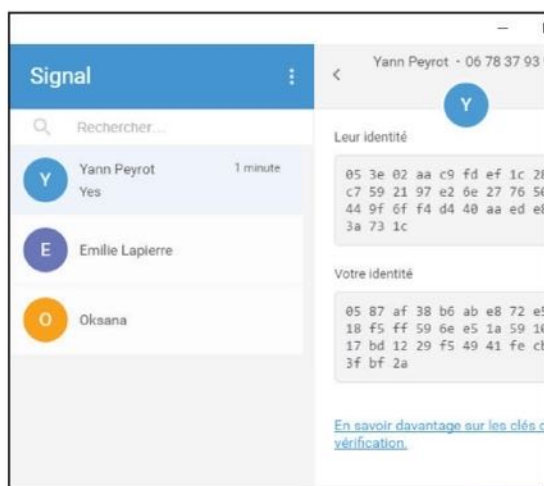 Signal
Rechercher...
Y
Yann Peyrot
1 minute
Yes
E
Emilie Lapierre
O
Oksana
Yann Peyrot · 06 78 37 93
Y
Leur identité
05 3e 02 aa c9 fd ef 1c 28
c7 59 21 97 e2 6e 27 76
44 9f 6f f4 d4 40 aa ed
3a 73 1c
Votre identité
05 87 af 38 b6 ab e8 72
18 f5 ff 59 6e e5 1a 59
17 bd 12 29 f5 49 41 fe
3f bf 2a
En savoir davantage sur les clés
vérification.